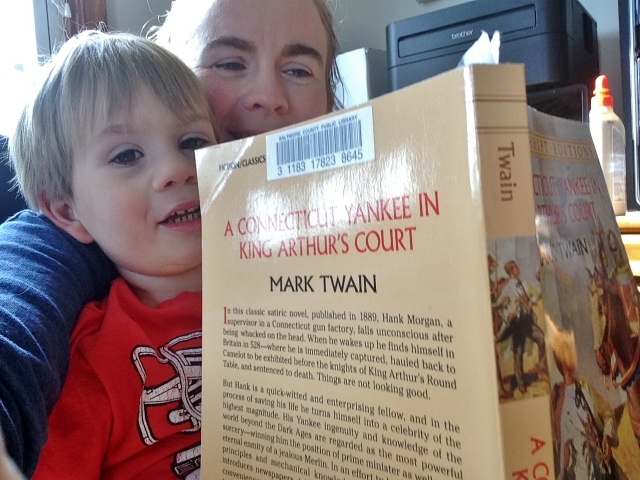 brother
BALTIMORE COUNTY PUBLIC LIBRARY
FICTION/CLASSICS
3 1183 17823 8645
A CONNECTICUT YANKEE IN
KING ARTHUR'S COURT
MARK TWAIN
In this classic satiric novel, published in 1889, Hank Morgan, a
supervisor in a Connecticut gun factory, falls unconscious after
being whacked on the head. When he wakes up he finds himself in
Britain in 528—where he is immediately captured, hauled back to
Camelot to be exhibited before the knights of King Arthur's Round
Table, and sentenced to death. Things are not looking good.
But Hank is a quick-witted and enterprising fellow, and in the
process of saving his life he turns himself into a celebrity of the
highest magnitude. His Yankee ingenuity and knowledge of the
world beyond the Dark Ages are regarded as the most powerful
sorcery—winning him the position of prime minister as well
eternal enmity of a jealous Merlin. In an effort to
principles and mechanical
introduces newspapers
Twain
EDITIONS
YANKEE IN
COURT
TWAIN